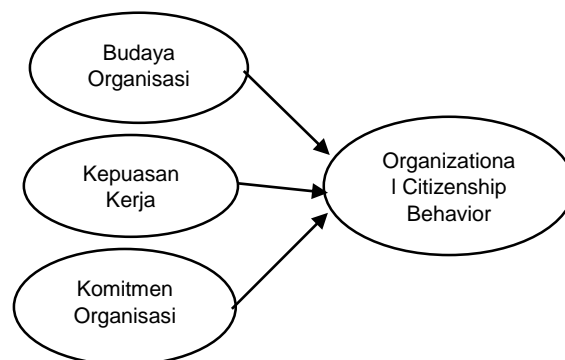 Budaya
Organisasi
Kepuasan
Kerja
Komitmen
Organisasi
Organizationa
l Citizenship
Behavior